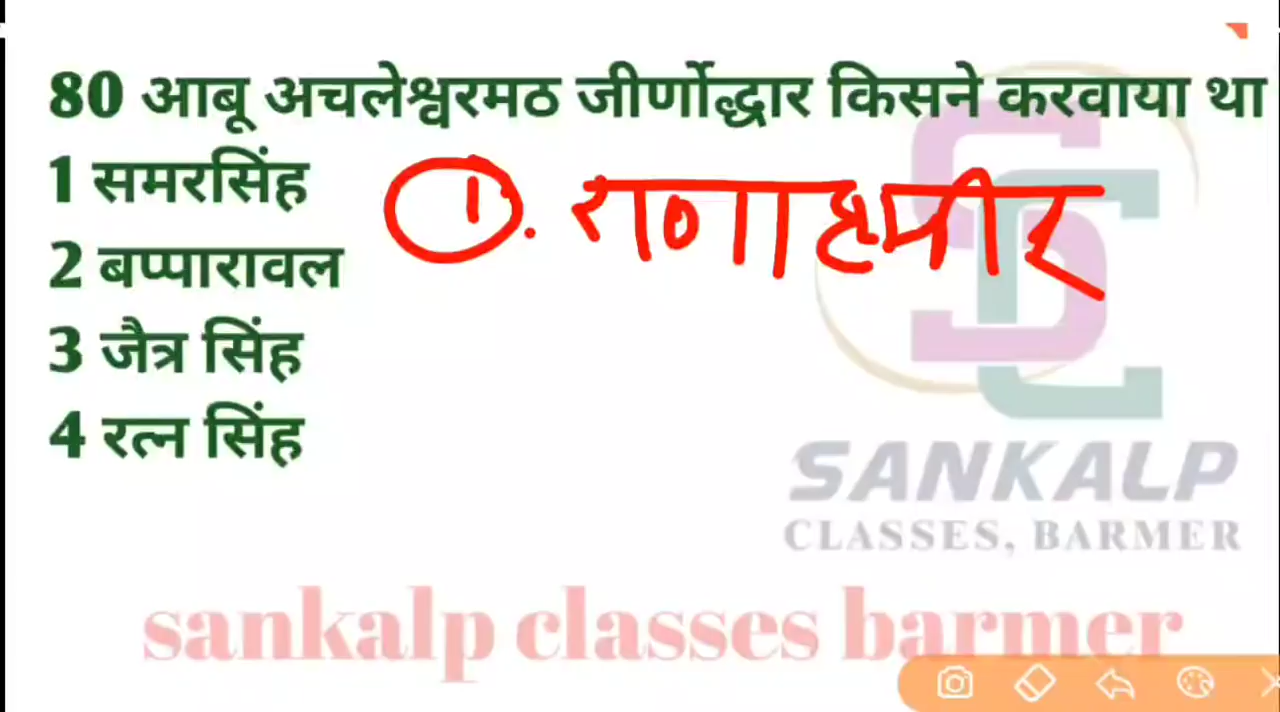 80 आबू अचलेश्वरमठ जीर्णोद्धार किसने करवाया था
1 समरसिंह
1. राणाहमीर
2 बप्पारावल
3 जैत्र सिंह
4 रत्न सिंह
SC
SANKALP
CLASSES, BARMER
sankalp classes barmer